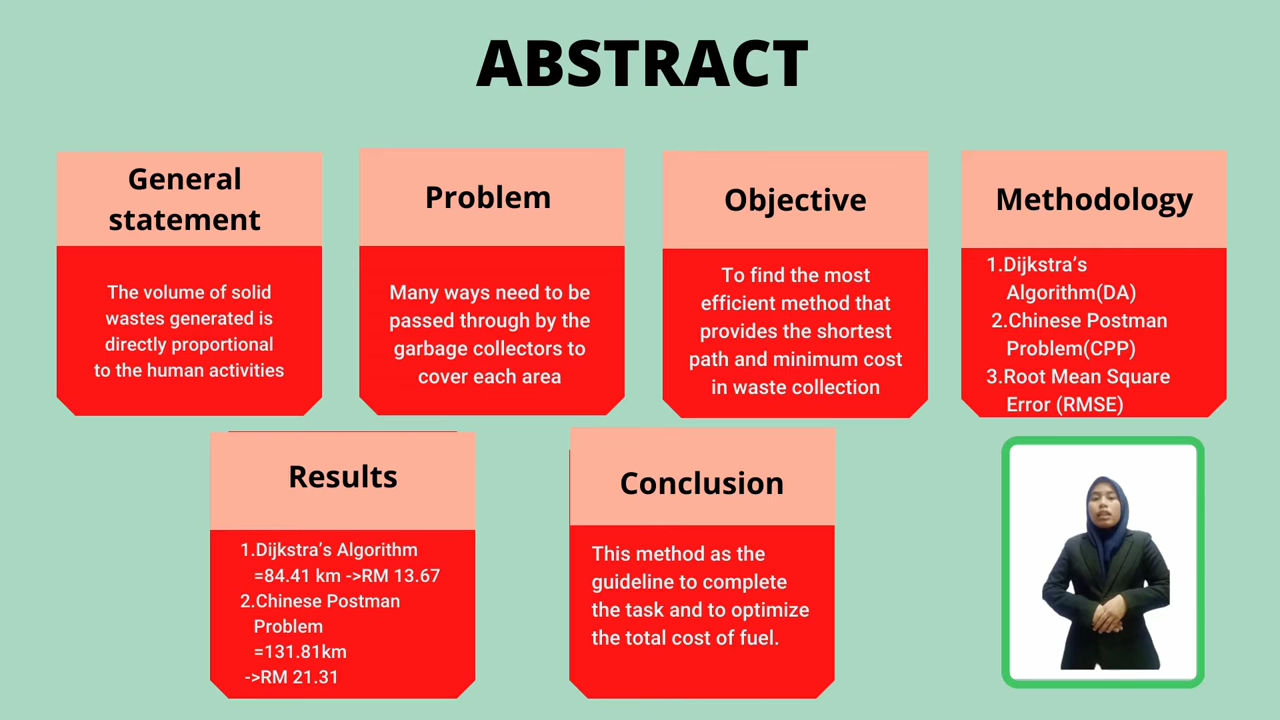 ABSTRACT
General
statement
The volume of solid
wastes generated is
directly proportional
to the human activities
Problem
Many ways need to be
passed through by the
garbage collectors to
cover each area
Objective
To find the most
efficient method that
provides the shortest
path and minimum cost
in waste collection
Methodology
1.Dijkstra’s
Algorithm(DA)
2.Chinese Postman
Problem(CPP)
3.Root Mean Square
Error (RMSE)
Results
1.Dijkstra’s Algorithm
=84.41 km ->RM 13.67
2.Chinese Postman
Problem
=131.81km
->RM 21.31
Conclusion
This method as the
guideline to complete
the task and to optimize
the total cost of fuel.